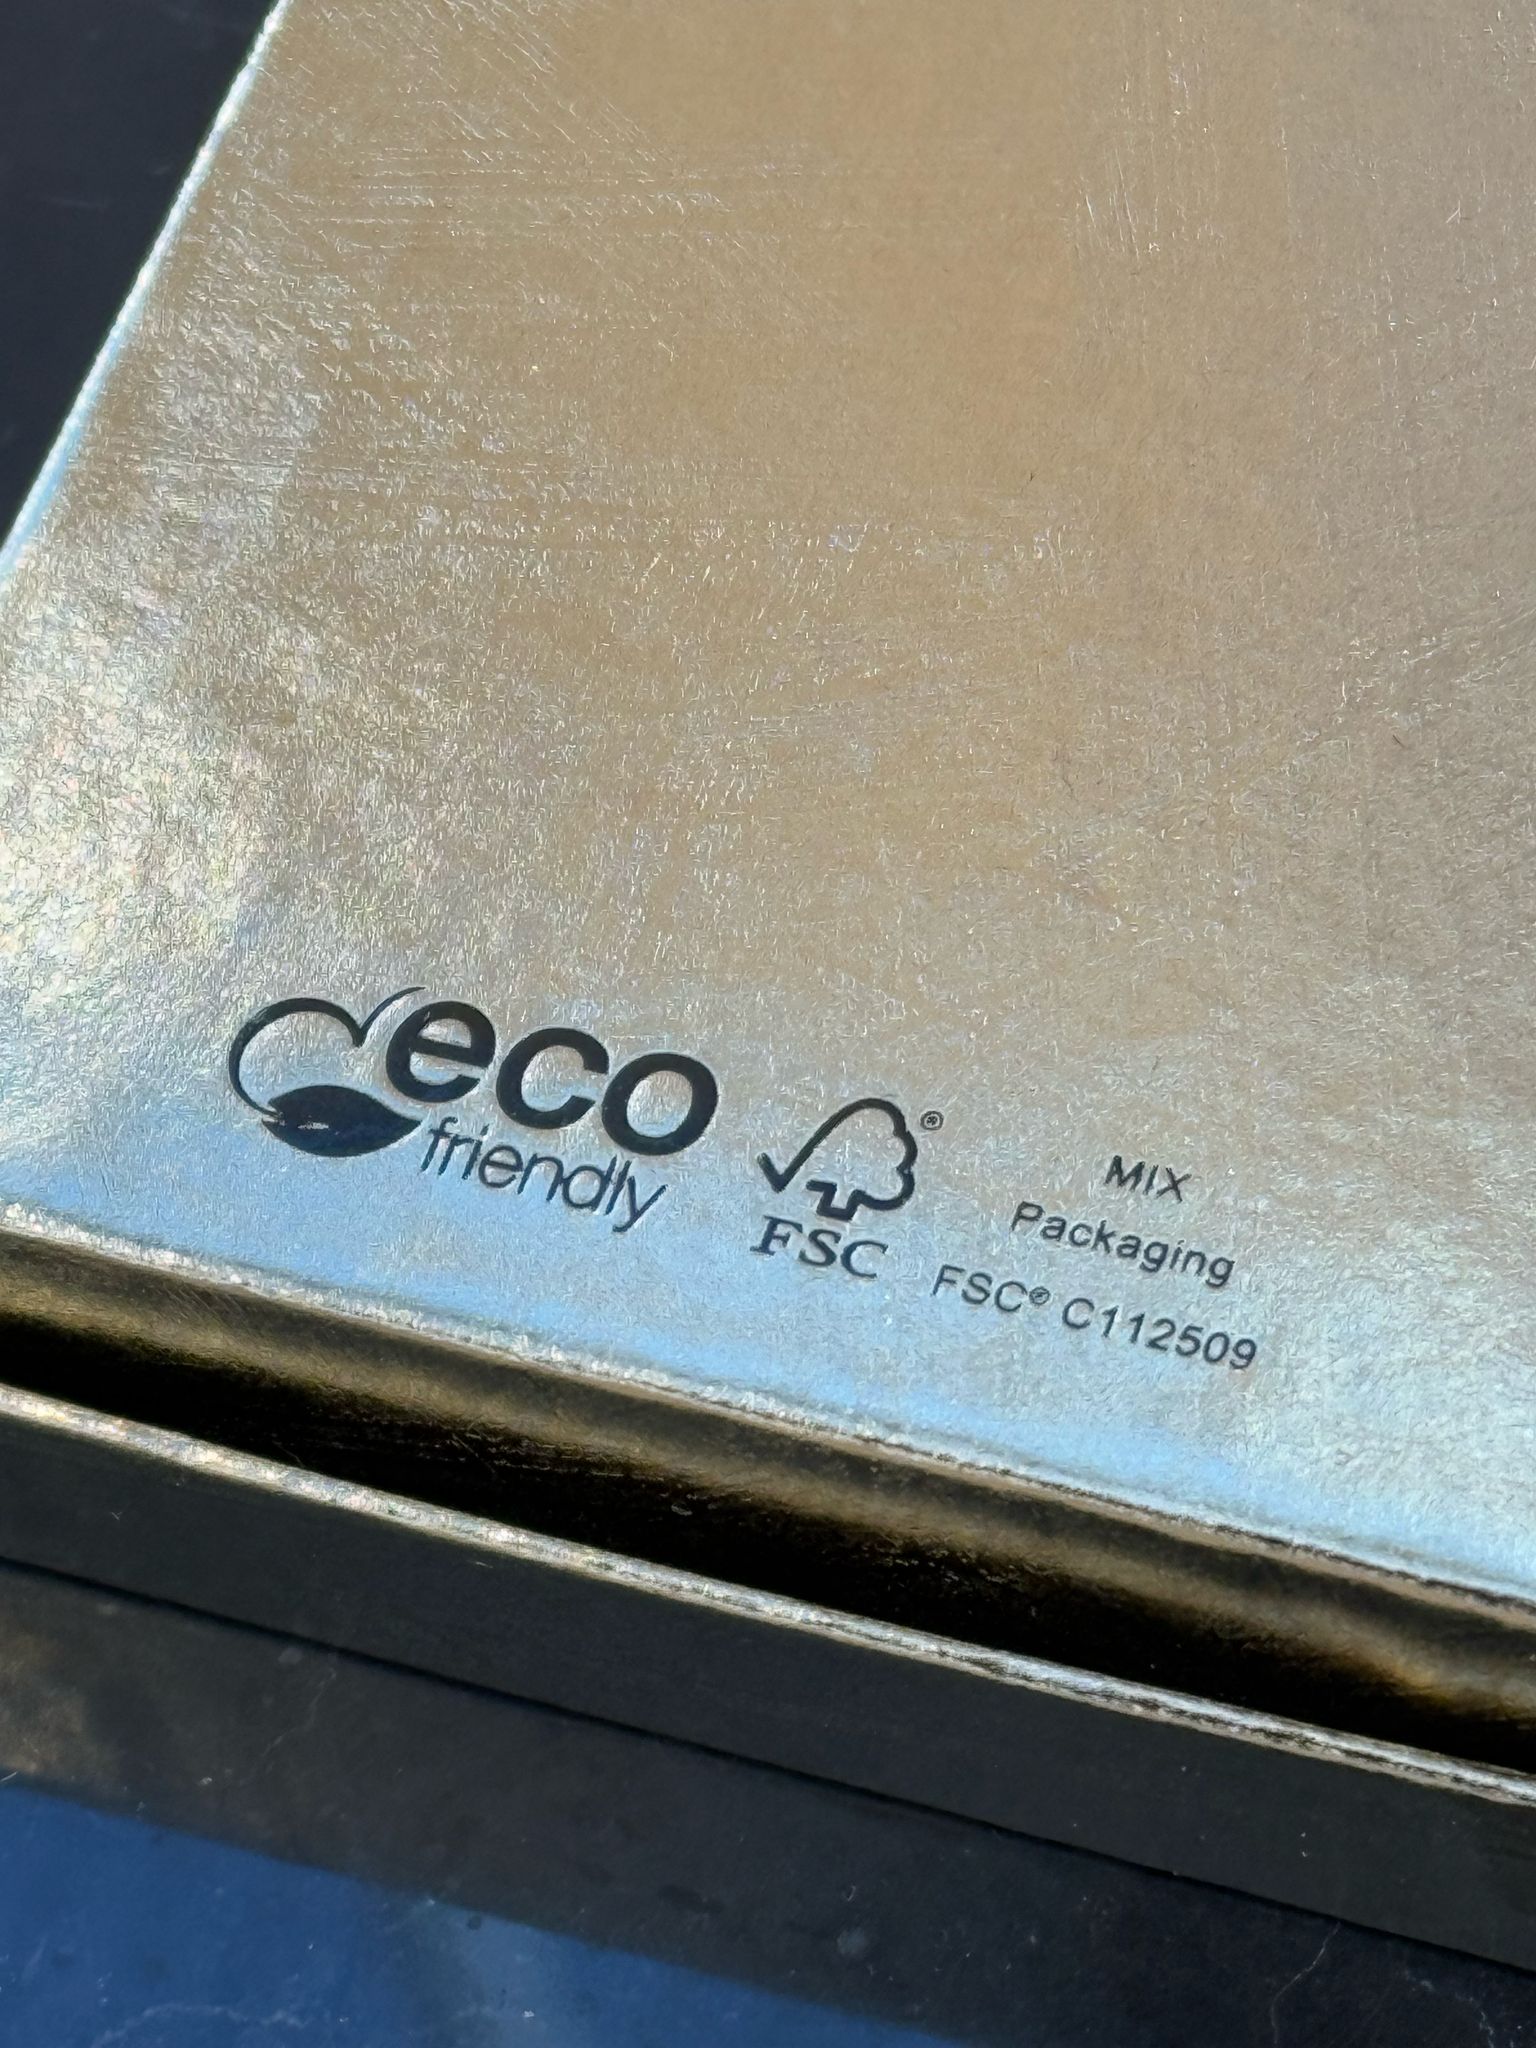 eco
friendly
FSC®
MIX
Packaging
FSC® C112509